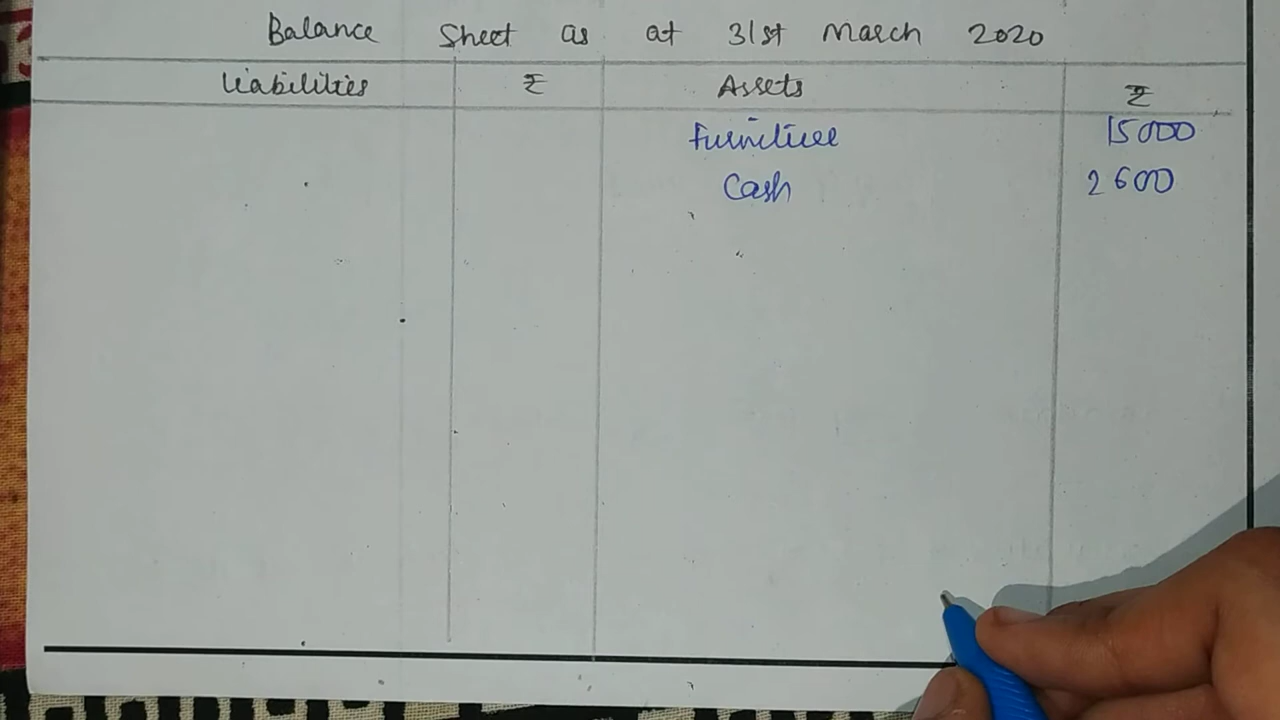 Balance Sheet as at 31st March 2020
Liabilities ₹ Assets ₹
Furniture 15000
Cash 2600